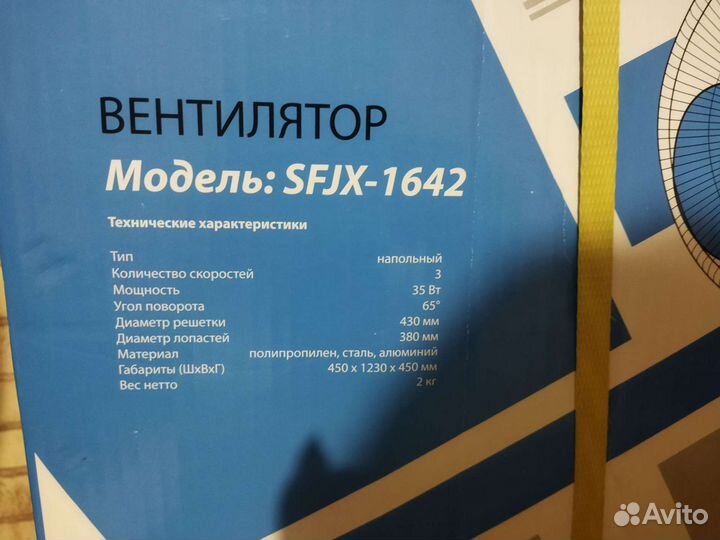 ВЕНТИЛЯТОР
Модель: SFJX-1642
Технические характеристики
Тип напольный
Количество скоростей 3
Мощность 35 Вт
Угол поворота 65°
Диаметр решетки 430 мм
Диаметр лопастей 380 мм
Материал полипропилен, сталь, алюминий
Габариты (ШхВхГ) 450 х 1230 х 450 мм
Вес нетто 2 кг
Avito